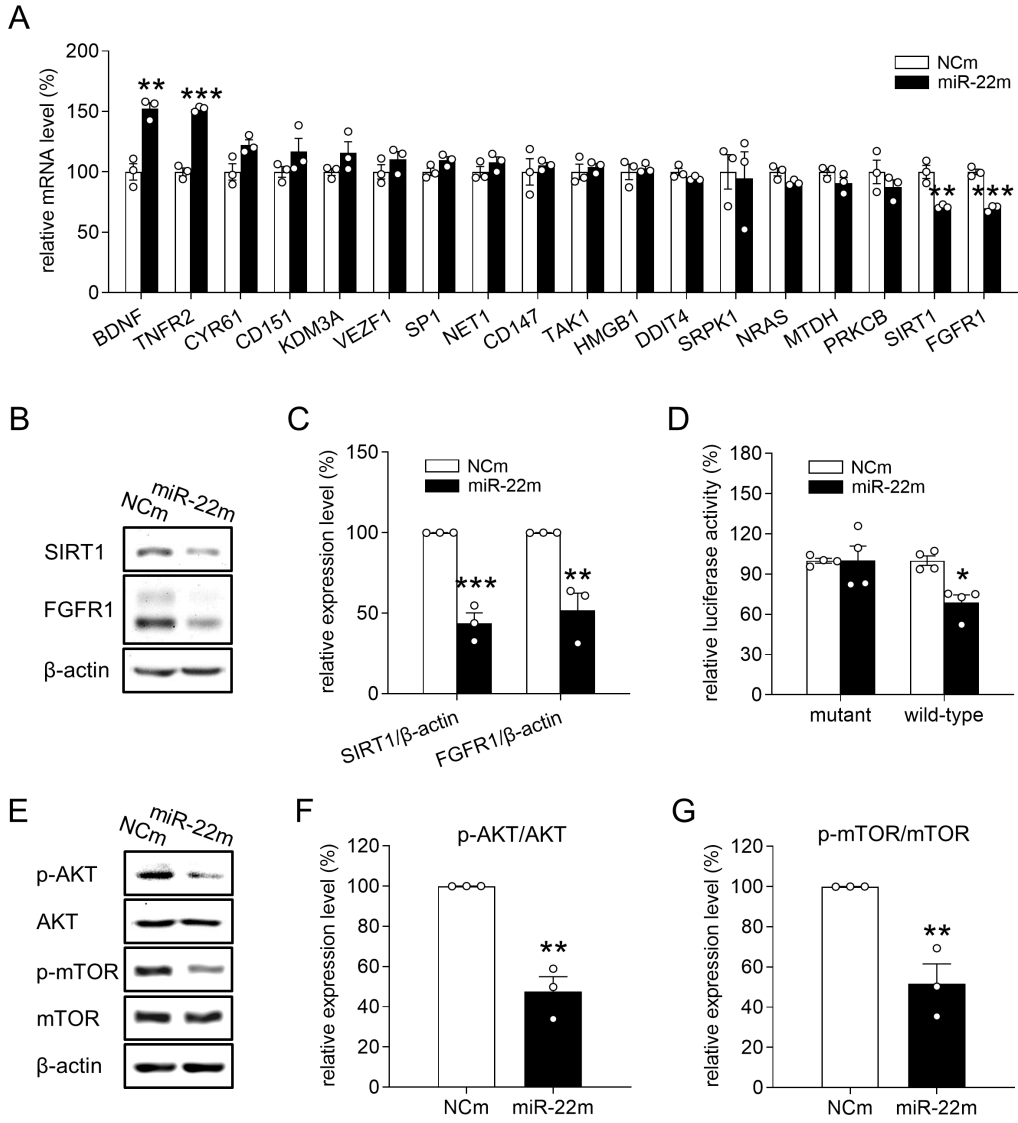 A
relative mRNA level (%)
200
150
100
50
0
NCm
miR-22m
**
***
**
***
BDNF
TNFR2
CYR61
CD151
KDM3A
VEZF1
SP1
NET1
CD147
TAK1
HMGB1
DDIT4
SRPK1
NRAS
MTDH
PRKCB
SIRT1
FGFR1
B
NCm
miR-22m
SIRT1
FGFR1
β-actin
C
relative expression level (%)
150
100
50
0
NCm
miR-22m
***
**
SIRT1/β-actin
FGFR1/β-actin
D
relative luciferase activity (%)
180
150
120
90
60
30
0
NCm
miR-22m
*
mutant
wild-type
E
NCm
miR-22m
p-AKT
AKT
p-mTOR
mTOR
β-actin
F
p-AKT/AKT
relative expression level (%)
120
100
80
60
40
20
0
**
NCm
miR-22m
G
p-mTOR/mTOR
relative expression level (%)
120
100
80
60
40
20
0
**
NCm
miR-22m